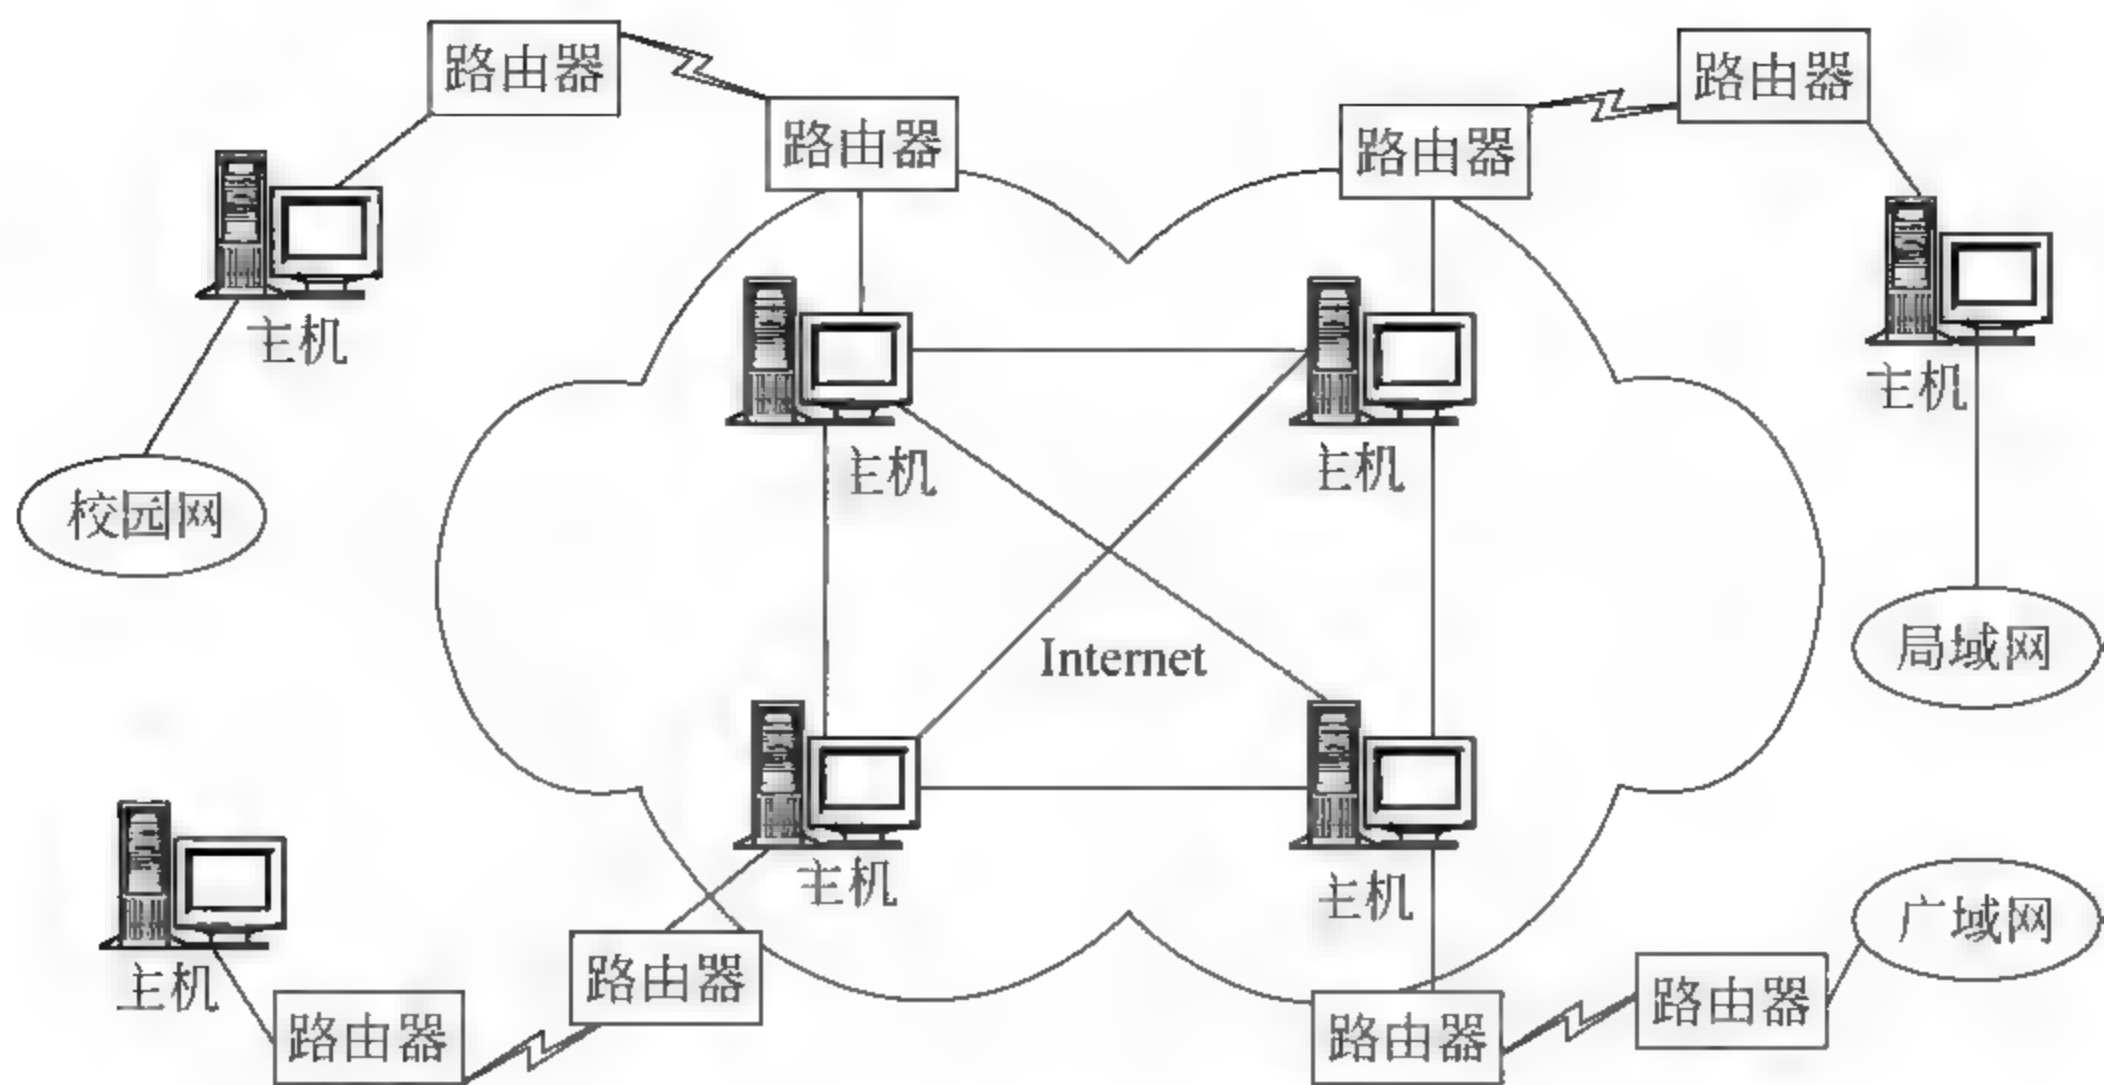 路由器
路由器
路由器
路由器
主机
主机
主机
主机
校园网
Internet
局域网
主机
主机
主机
路由器
路由器
路由器
路由器
广域网